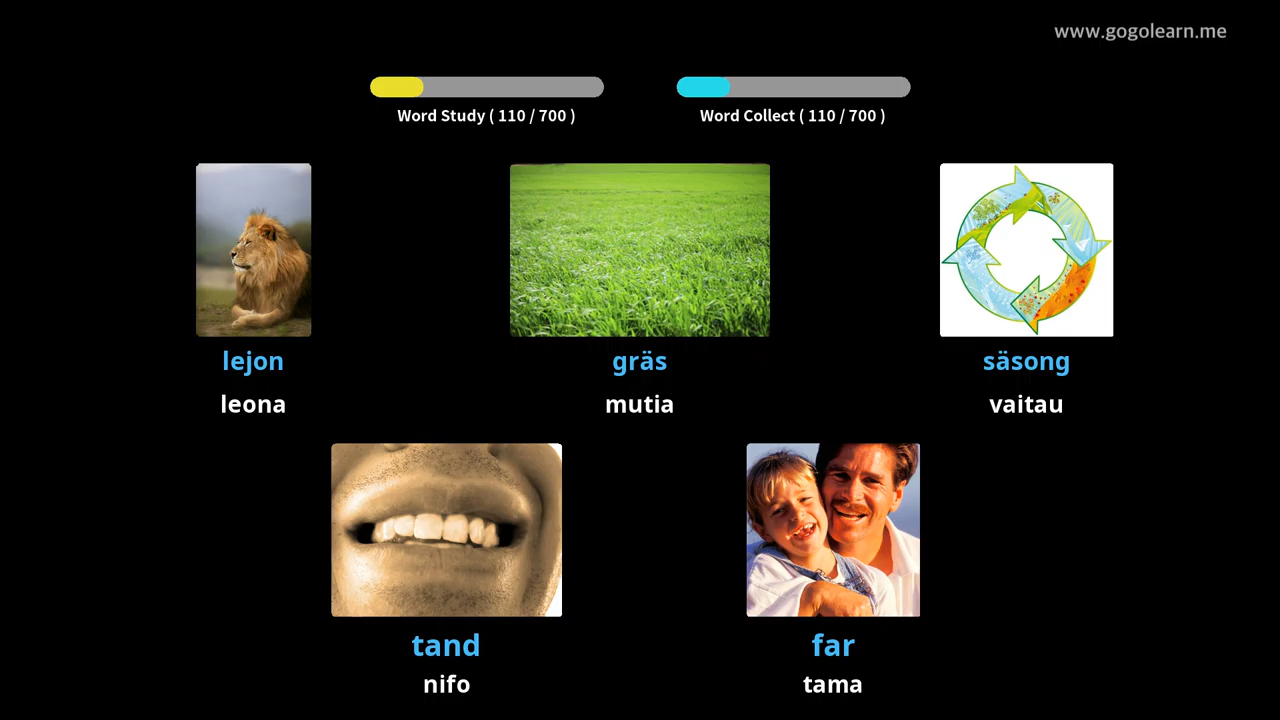 www.gogolearn.me
Word Study ( 110 / 700 )
Word Collect ( 110 / 700 )
lejon
gräs
säsong
leona
mutia
vaitau
tand
far
nifo
tama